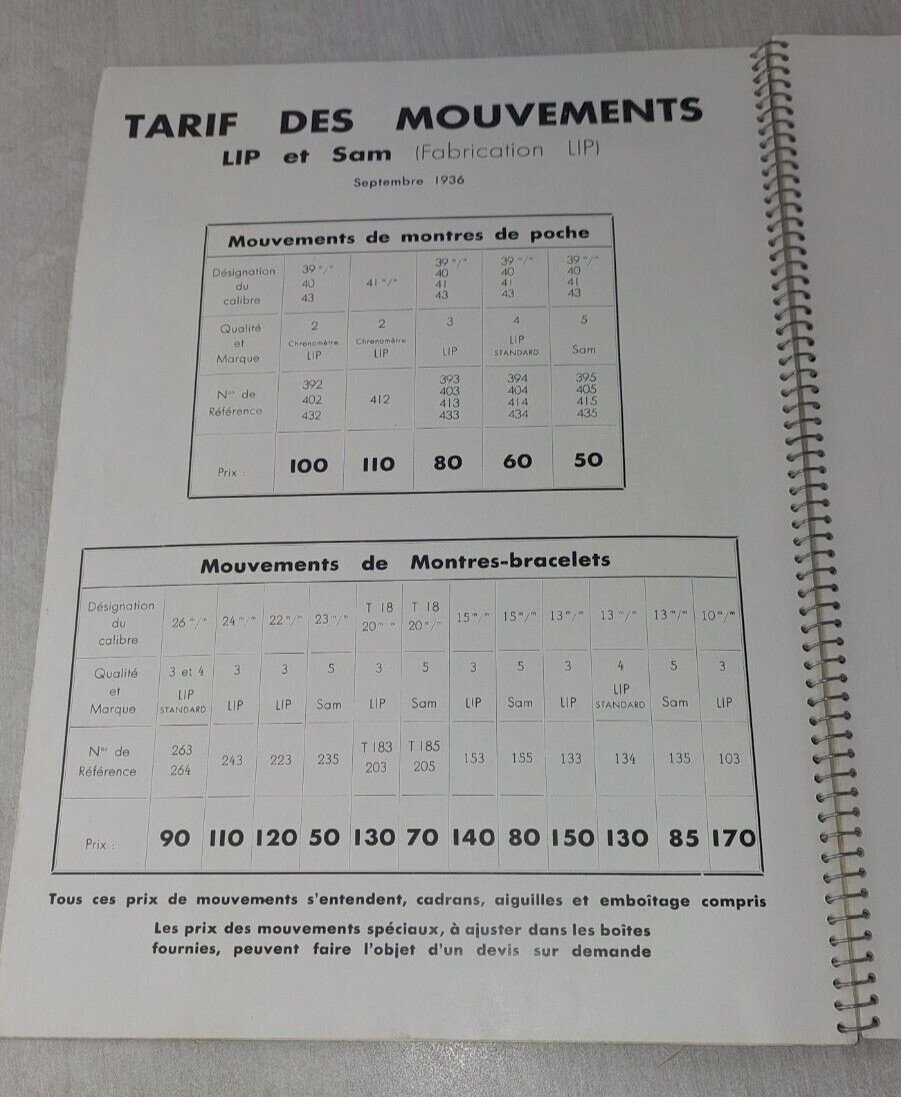 TARIF DES MOUVEMENTS
LIP et Sam (Fabrication LIP)
Septembre 1936
Mouvements de montres de poche
Désignation du calibre
39 m/m 40 43
41 m/m
39 m/m 40 41 43
39 m/m 40 41 43
39 m/m 40 41 43
Qualité et Marque
2 Chronomètre LIP
2 Chronomètre LIP
3 LIP
4 LIP STANDARD
5 Sam
Nos de Référence
392 402 432
412
393 403 413 433
394 404 414 434
395 405 415 435
Prix : 100 110 80 60 50
Mouvements de Montres-bracelets
Désignation du calibre
26 m/m
24 m/m
22 m/m
23 m/m
T 18 20 m/m
T 18 20 m/m
15 m/m
15 m/m
13 m/m
13 m/m
13 m/m
10 m/m
Qualité et Marque
3 et 4 LIP STANDARD
3 LIP
3 LIP
5 Sam
3 LIP
5 Sam
3 LIP
5 Sam
3 LIP
4 LIP STANDARD
5 Sam
3 LIP
Nos de Référence
263 264
243
223
235
T 183 203
T 185 205
153
155
133
134
135
103
Prix : 90 110 120 50 130 70 140 80 150 130 85 170
Tous ces prix de mouvements s'entendent, cadrans, aiguilles et emboîtage compris
Les prix des mouvements spéciaux, à ajuster dans les boîtes
fournies, peuvent faire l'objet d'un devis sur demande